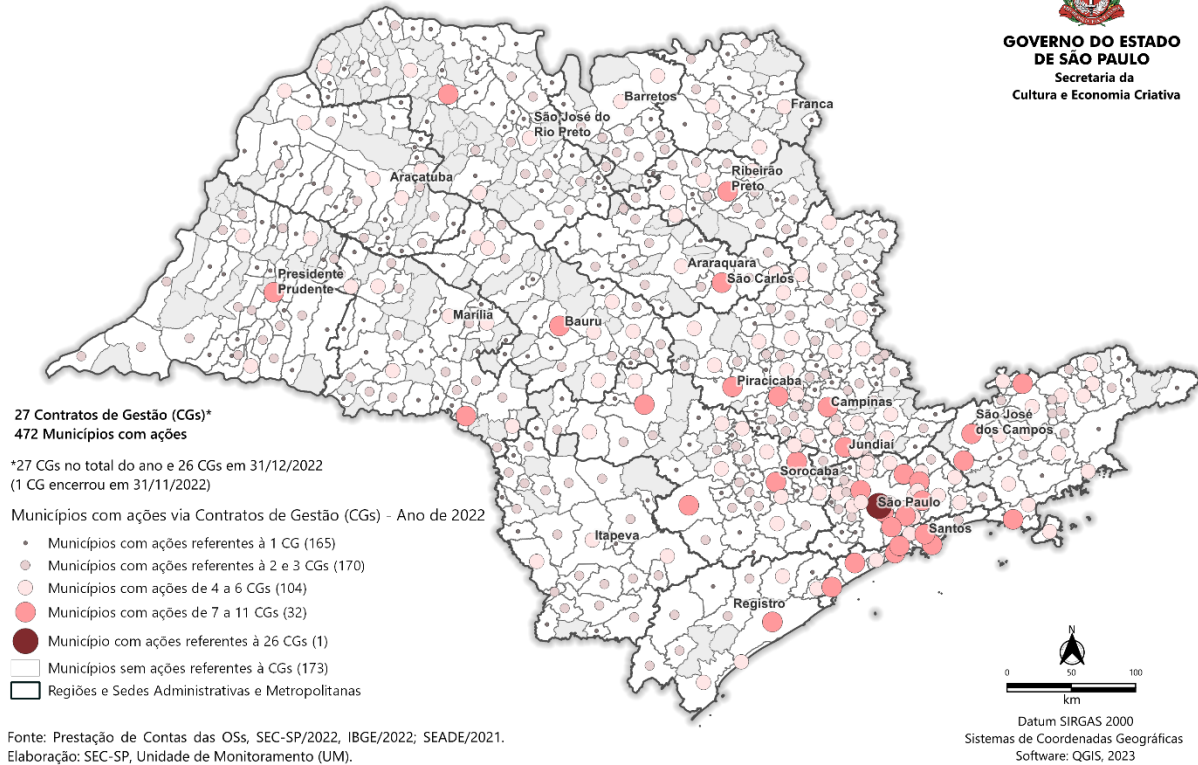 GOVERNO DO ESTADO
DE SÃO PAULO
Secretaria da
Cultura e Economia Criativa
Barretos
Franca
São José do
Rio Preto
Ribeirão
Preto
Araçatuba
Araraquara
São Carlos
Presidente
Prudente
Marília
Bauru
Piracicaba
Campinas
São José
dos Campos
Jundiaí
Sorocaba
São Paulo
Santos
Itapeva
Registro
27 Contratos de Gestão (CGs)*
472 Municípios com ações
*27 CGs no total do ano e 26 CGs em 31/12/2022
(1 CG encerrou em 31/11/2022)
Municípios com ações via Contratos de Gestão (CGs) - Ano de 2022
Municípios com ações referentes à 1 CG (165)
Municípios com ações referentes à 2 e 3 CGs (170)
Municípios com ações de 4 a 6 CGs (104)
Municípios com ações de 7 a 11 CGs (32)
Município com ações referentes à 26 CGs (1)
Municípios sem ações referentes à CGs (173)
Regiões e Sedes Administrativas e Metropolitanas
N
0 50 100
km
Datum SIRGAS 2000
Sistemas de Coordenadas Geográficas
Software: QGIS, 2023
Fonte: Prestação de Contas das OSs, SEC-SP/2022, IBGE/2022; SEADE/2021.
Elaboração: SEC-SP, Unidade de Monitoramento (UM).